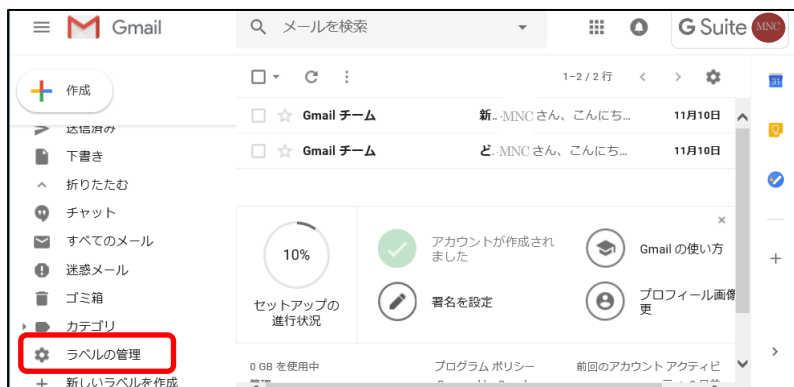 Gmail
メールを検索
G Suite
MNC
作成
1-2 / 2 行
31
送信済み
Gmail チーム 新.. MNC さん、こんにち... 11月10日
下書き
Gmail チーム ど. MNC さん、こんにち... 11月10日
折りたたむ
チャット
すべてのメール
迷惑メール
ゴミ箱
カテゴリ
ラベルの管理
新しいラベルを作成
10%
セットアップの
進行状況
アカウントが作成され
ました
Gmail の使い方
署名を設定
プロフィール画像
更
0 GB を使用中
管理
プログラム ポリシー
前回のアカウント アクティビ